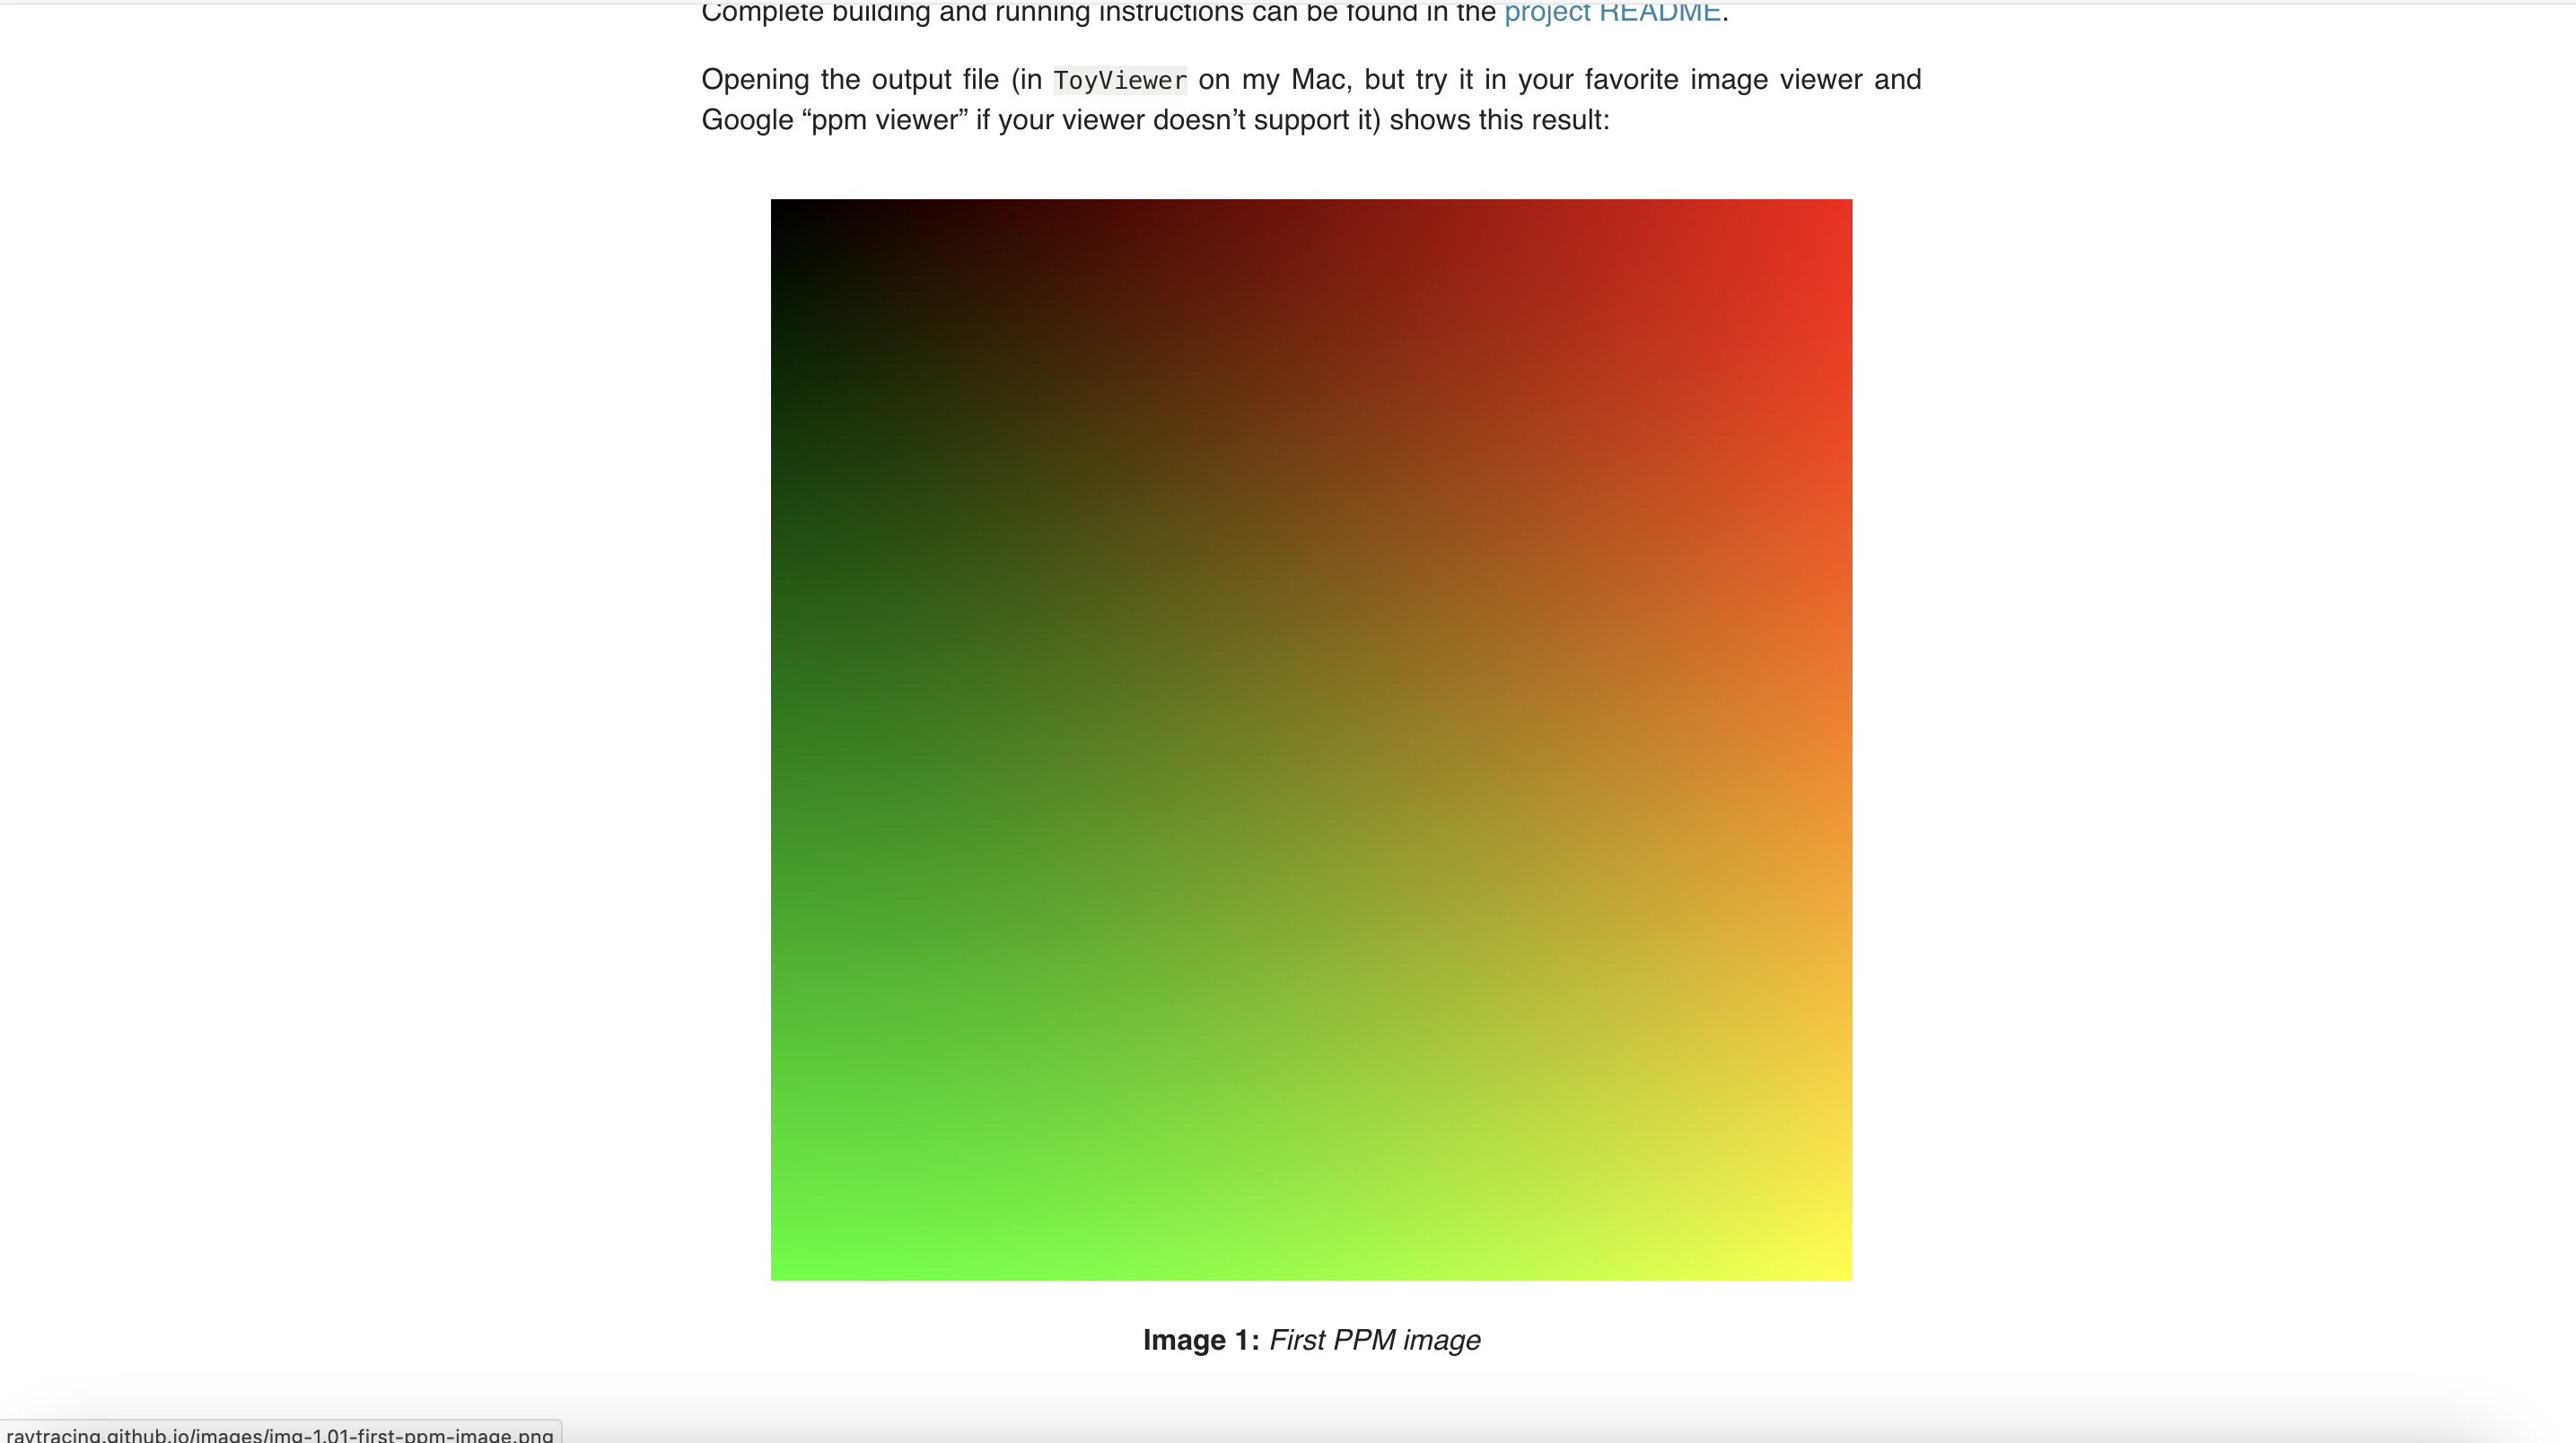 Complete building and running instructions can be found in the project README.
Opening the output file (in ToyViewer on my Mac, but try it in your favorite image viewer and
Google “ppm viewer” if your viewer doesn’t support it) shows this result:
Image 1: First PPM image
raytracing.github.io/images/img-1.01-first-ppm-image.png